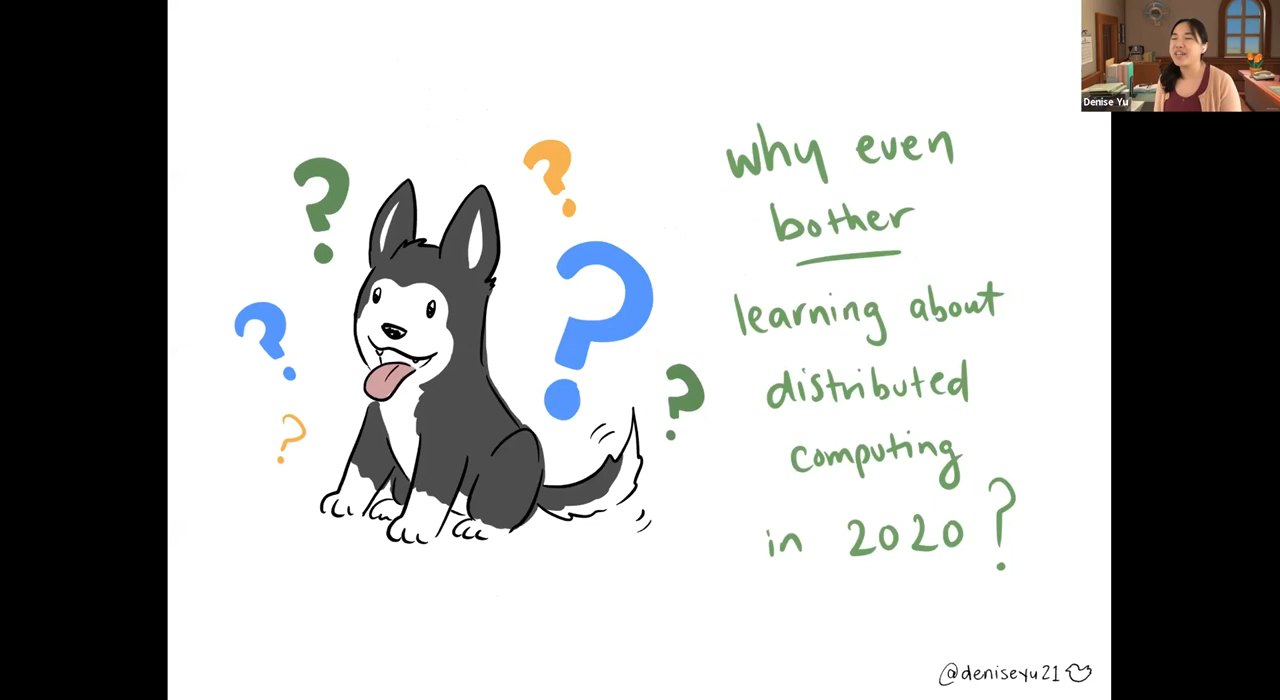 Denise Yu
why even
bother
learning about
distributed
computing
in 2020?
@deniseyu21